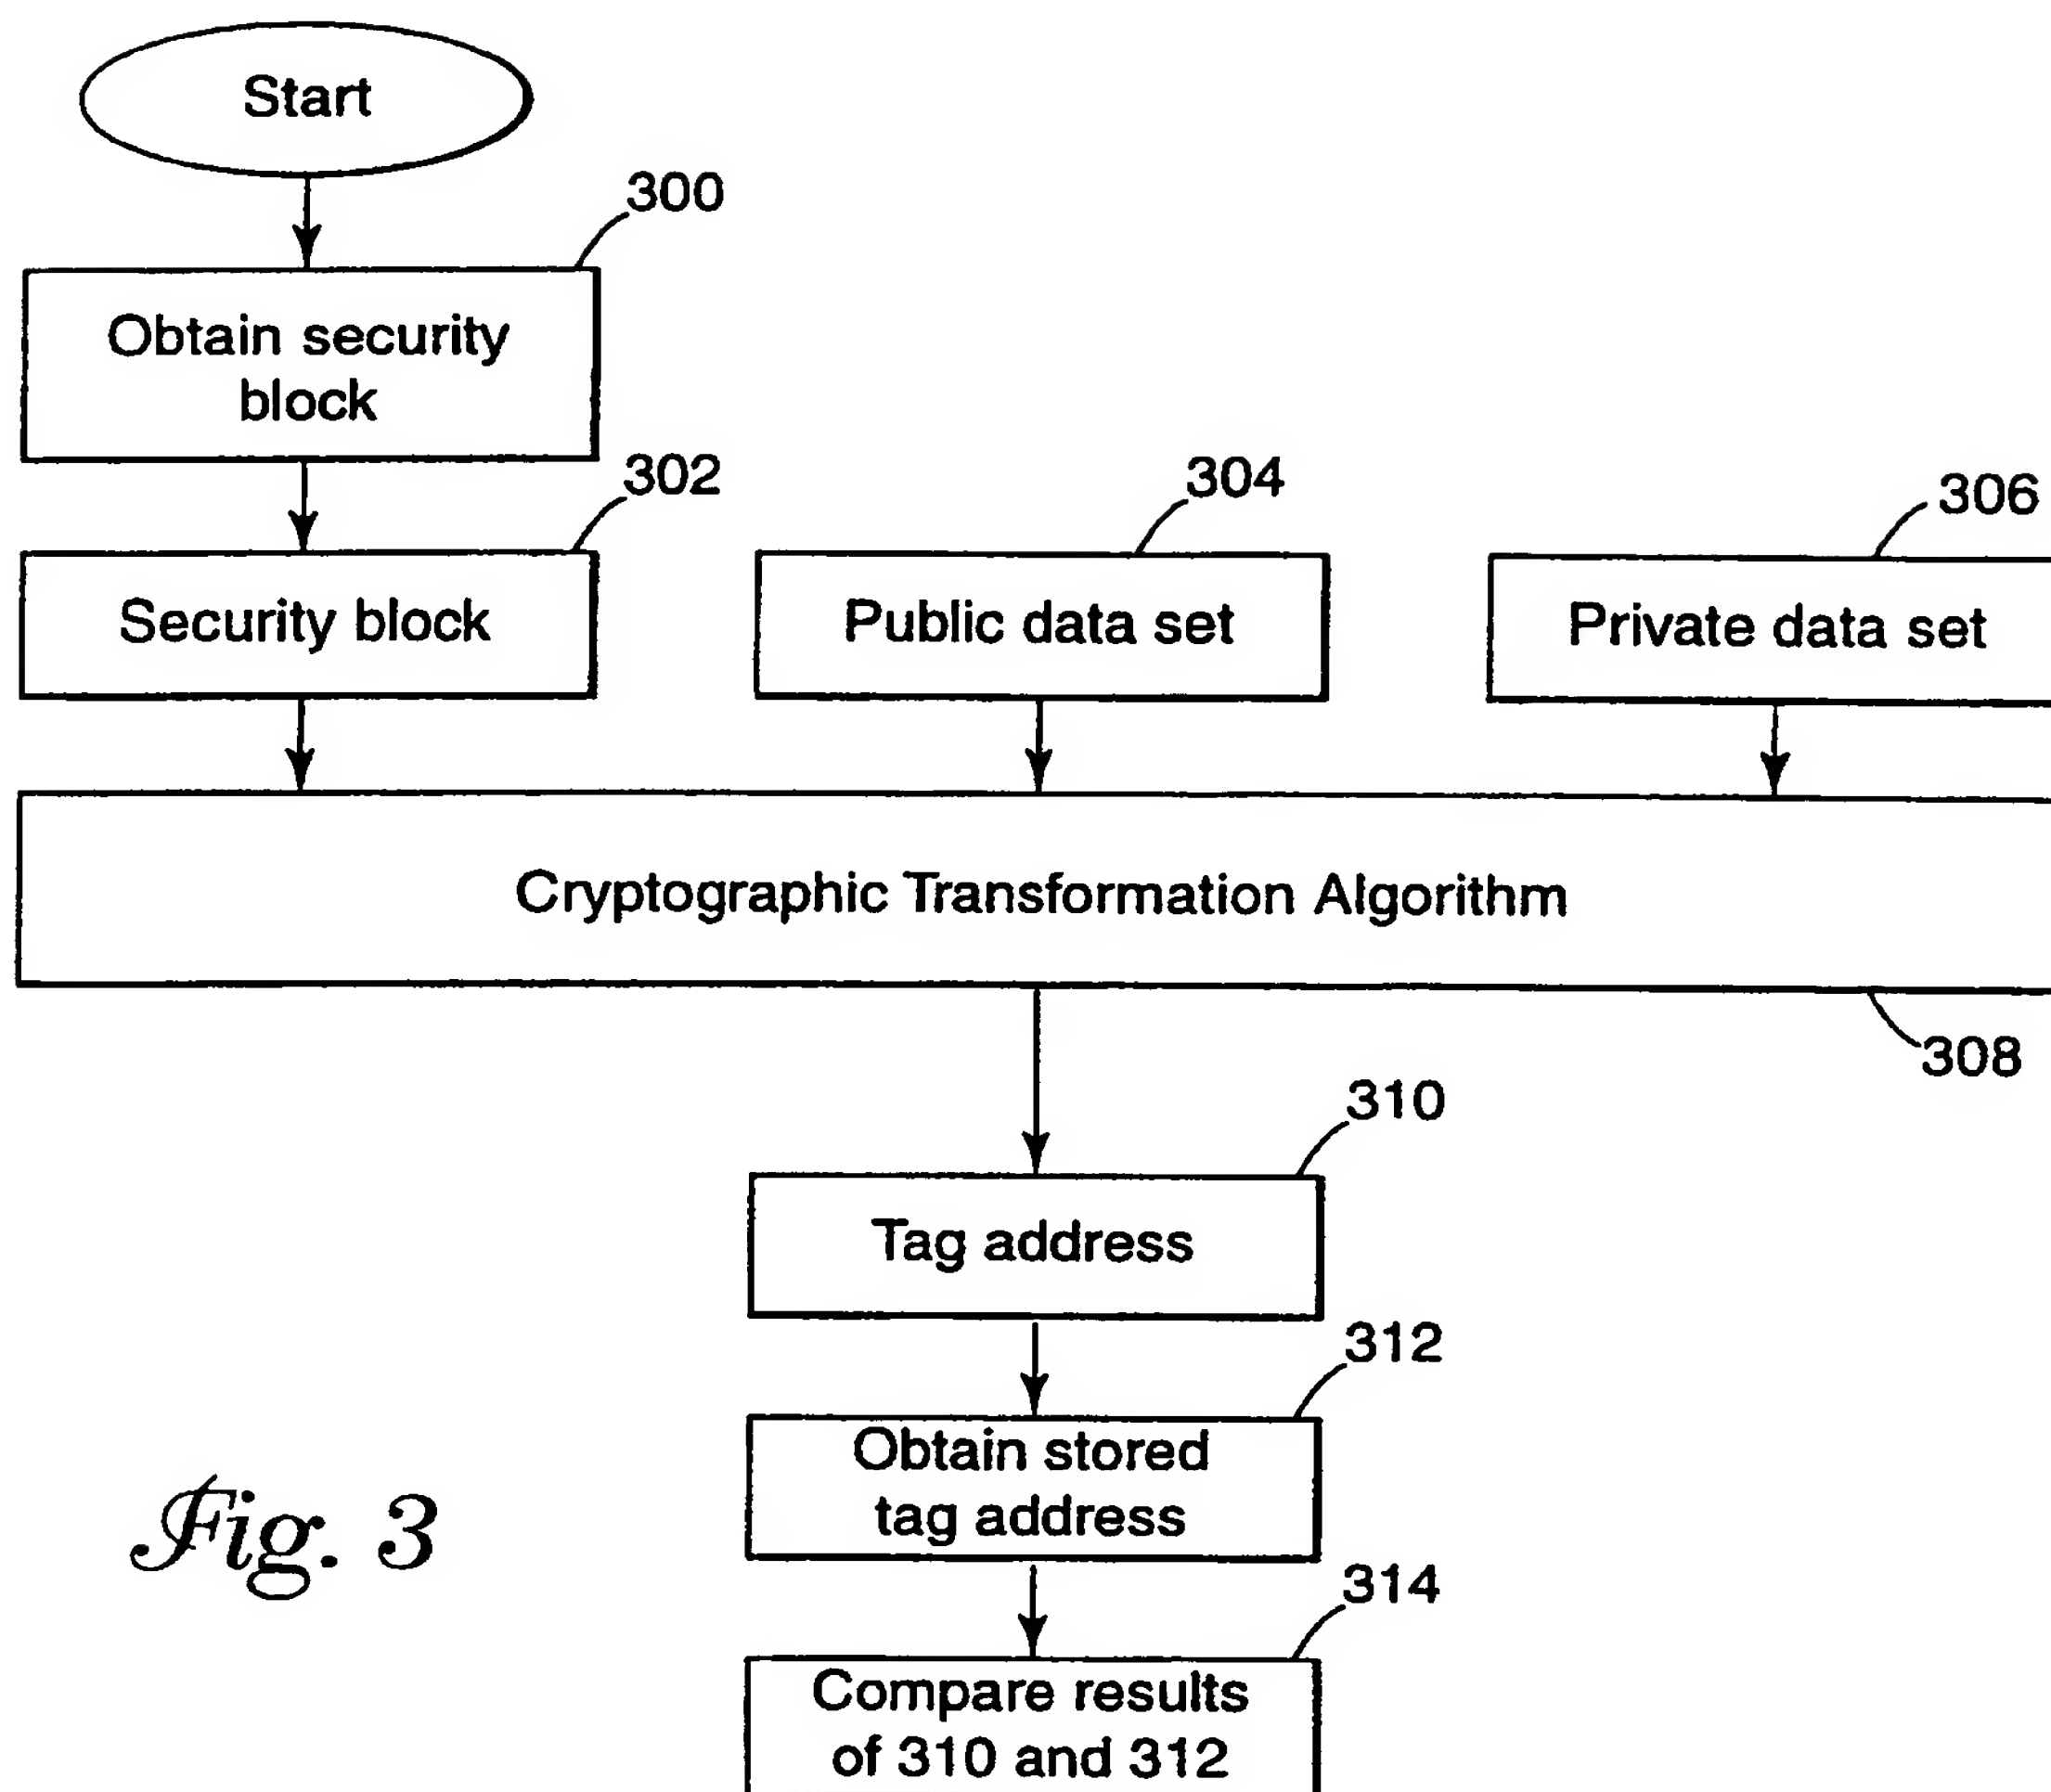 Start
300
Obtain security
block
302
304
306
Security block
Public data set
Private data set
Cryptographic Transformation Algorithm
308
310
Tag address
312
Obtain stored
tag address
Fig. 3
314
Compare results
of 310 and 312